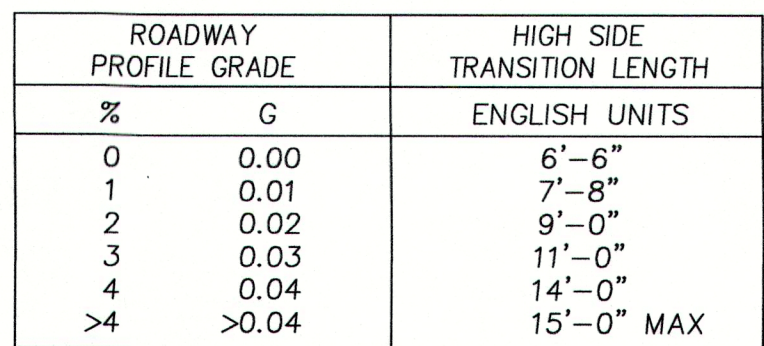 ROADWAY PROFILE GRADE HIGH SIDE TRANSITION LENGTH
% G ENGLISH UNITS
0 0.00 6'–6"
1 0.01 7'–8"
2 0.02 9'–0"
3 0.03 11'–0"
4 0.04 14'–0"
>4 >0.04 15'–0" MAX